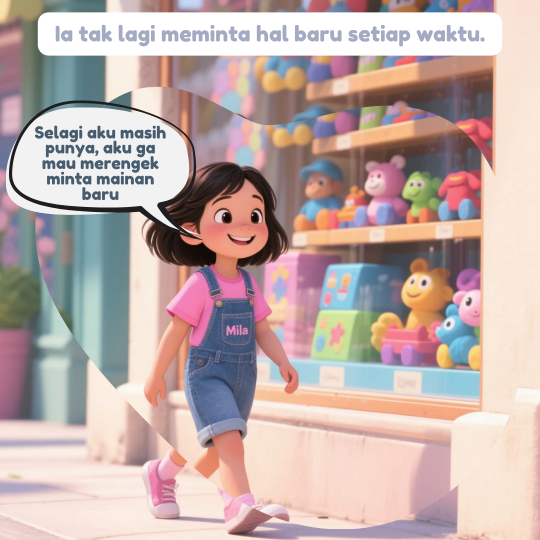 Ia tak lagi meminta hal baru setiap waktu.
Selagi aku masih
punya, aku ga
mau merengek
minta mainan
baru
Mila